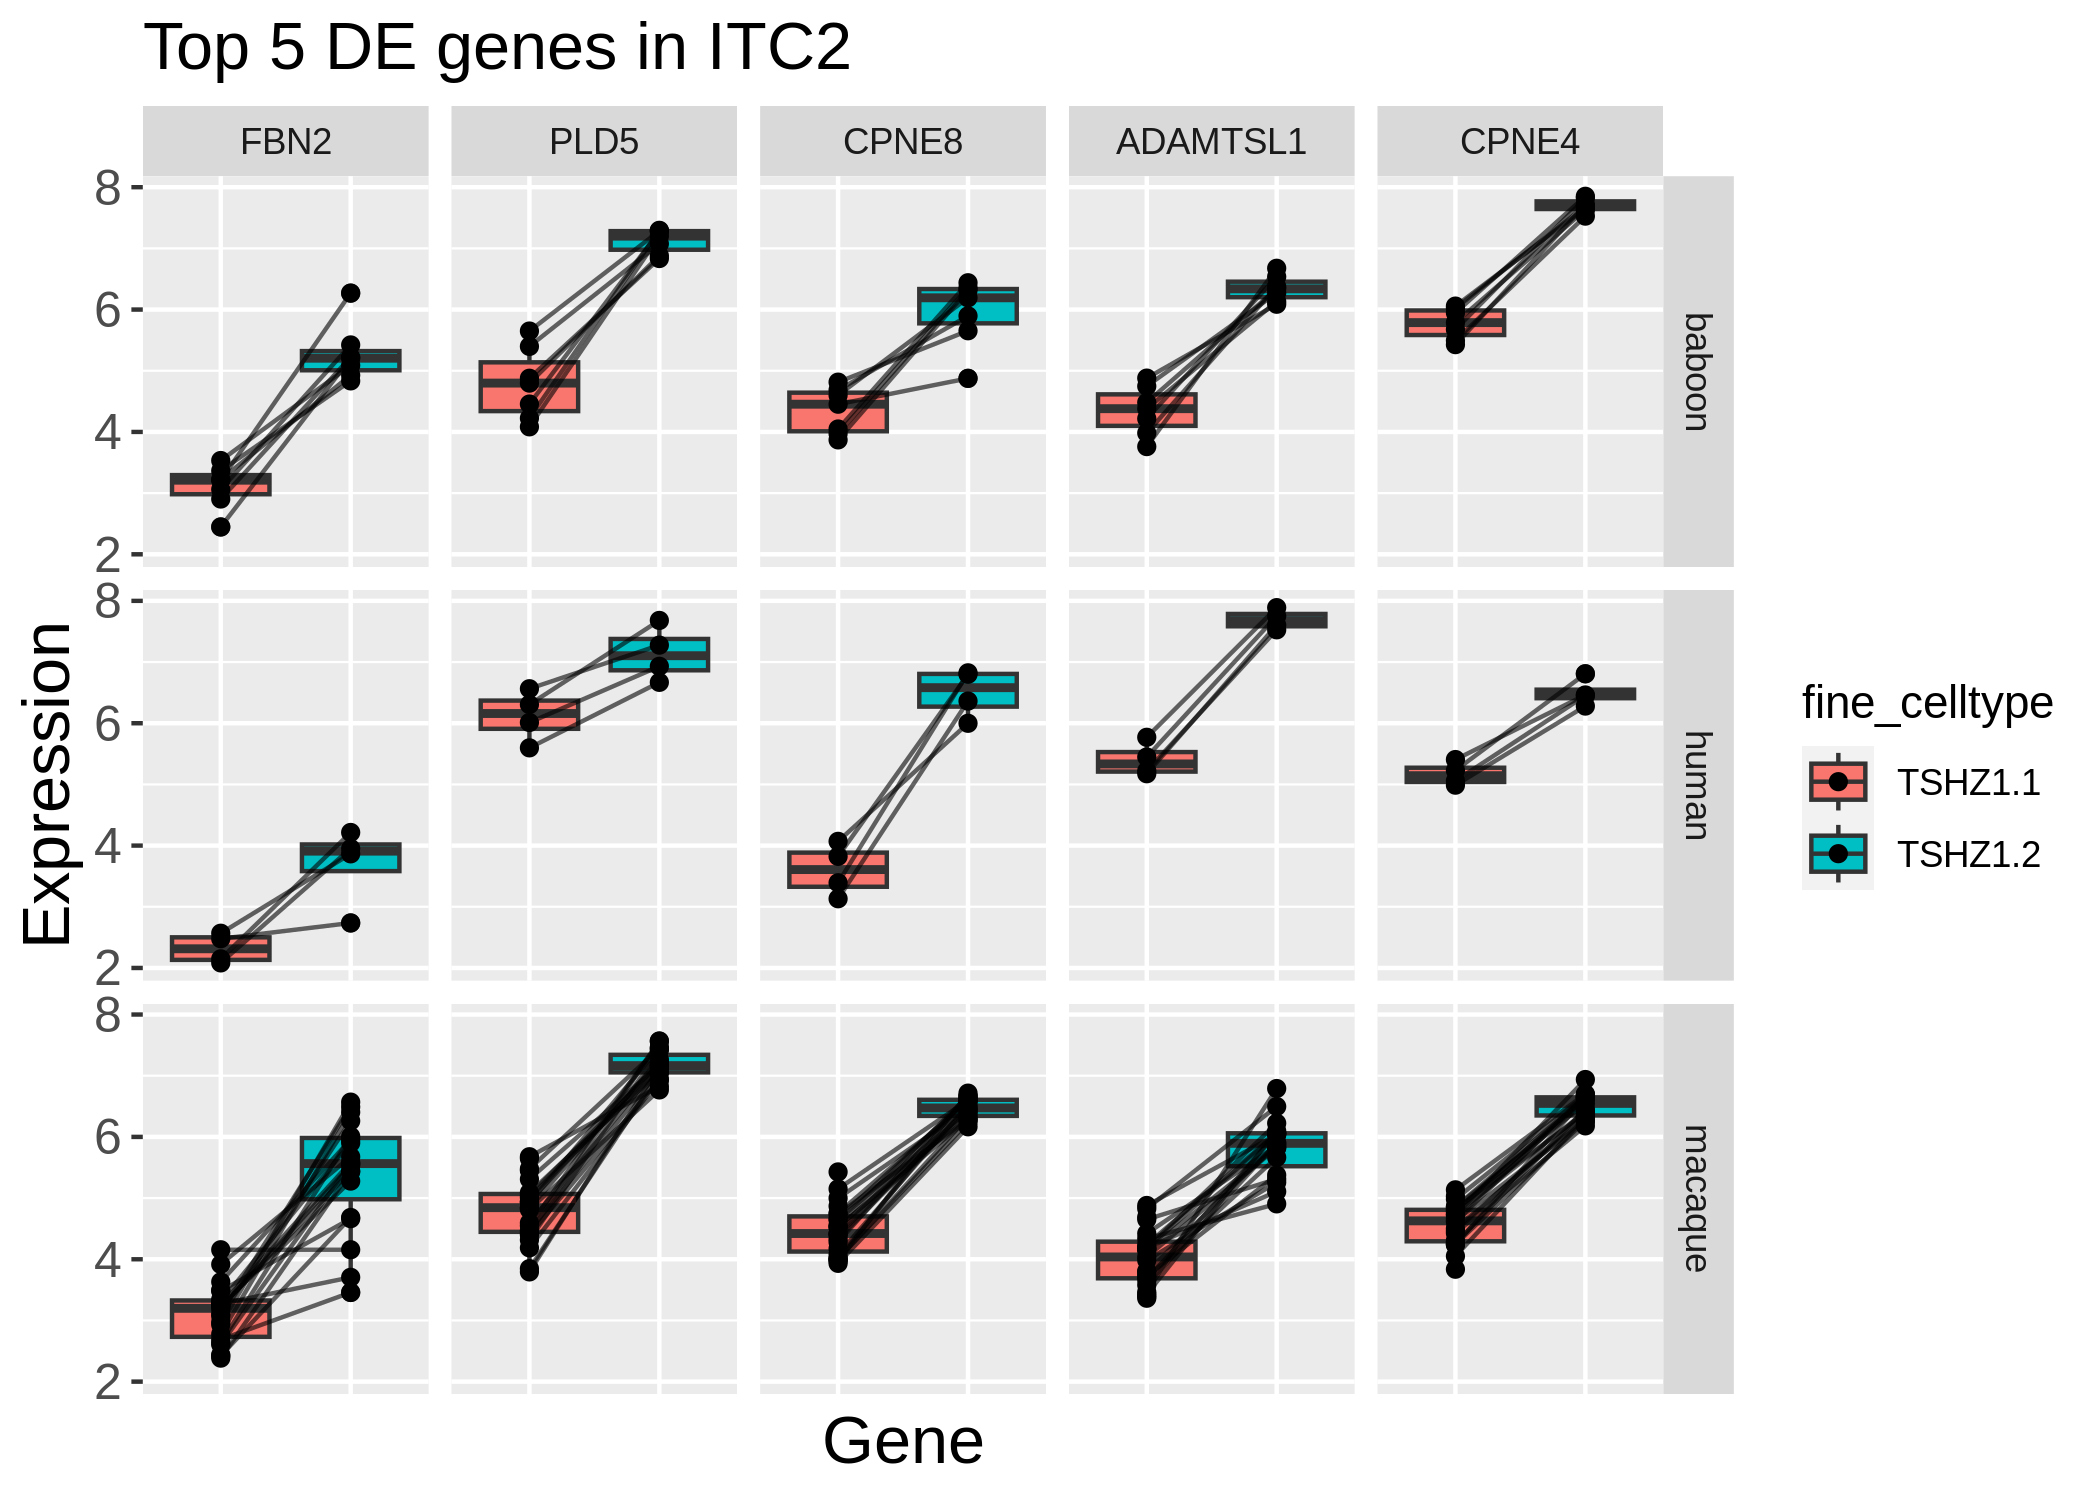 Top 5 DE genes in ITC2
FBN2 PLD5 CPNE8 ADAMTSL1 CPNE4
8
6
4
2
baboon
8
6
4
2
human
8
6
4
2
macaque
Expression
Gene
fine_celltype
TSHZ1.1
TSHZ1.2